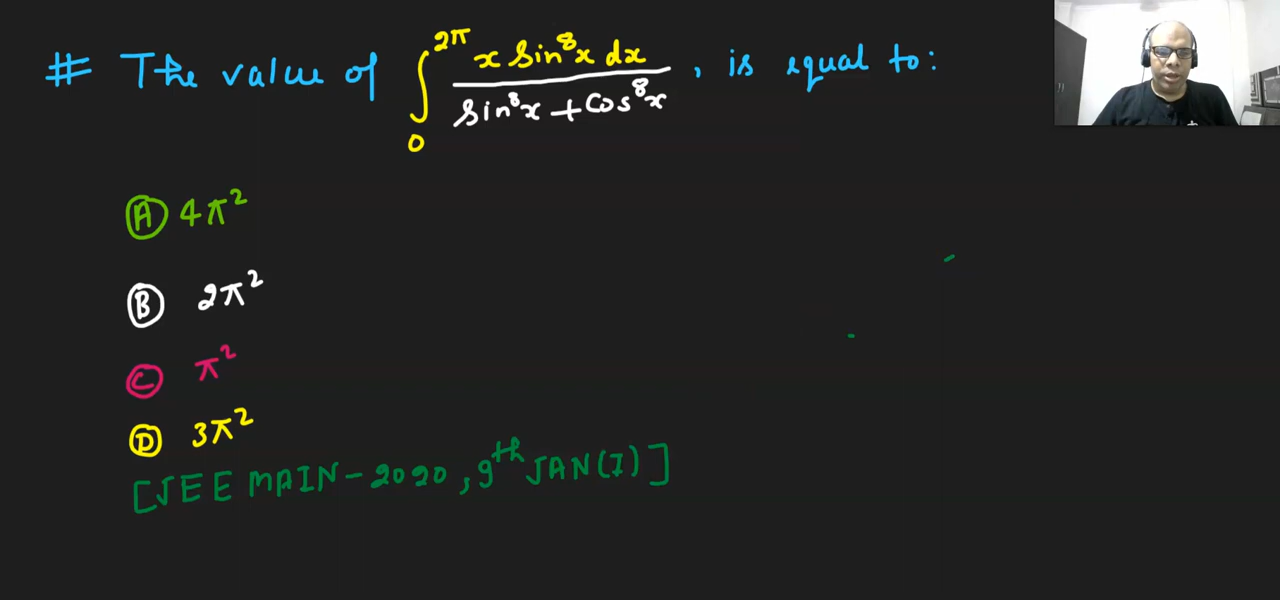 # The value of ∫₀^2π x sin⁸x dx / sin⁸x + cos⁸x , is equal to:
Ⓐ 4π²
Ⓑ 2π²
Ⓒ π²
Ⓓ 3π²
[JEE MAIN-2020, 9th JAN(I)]